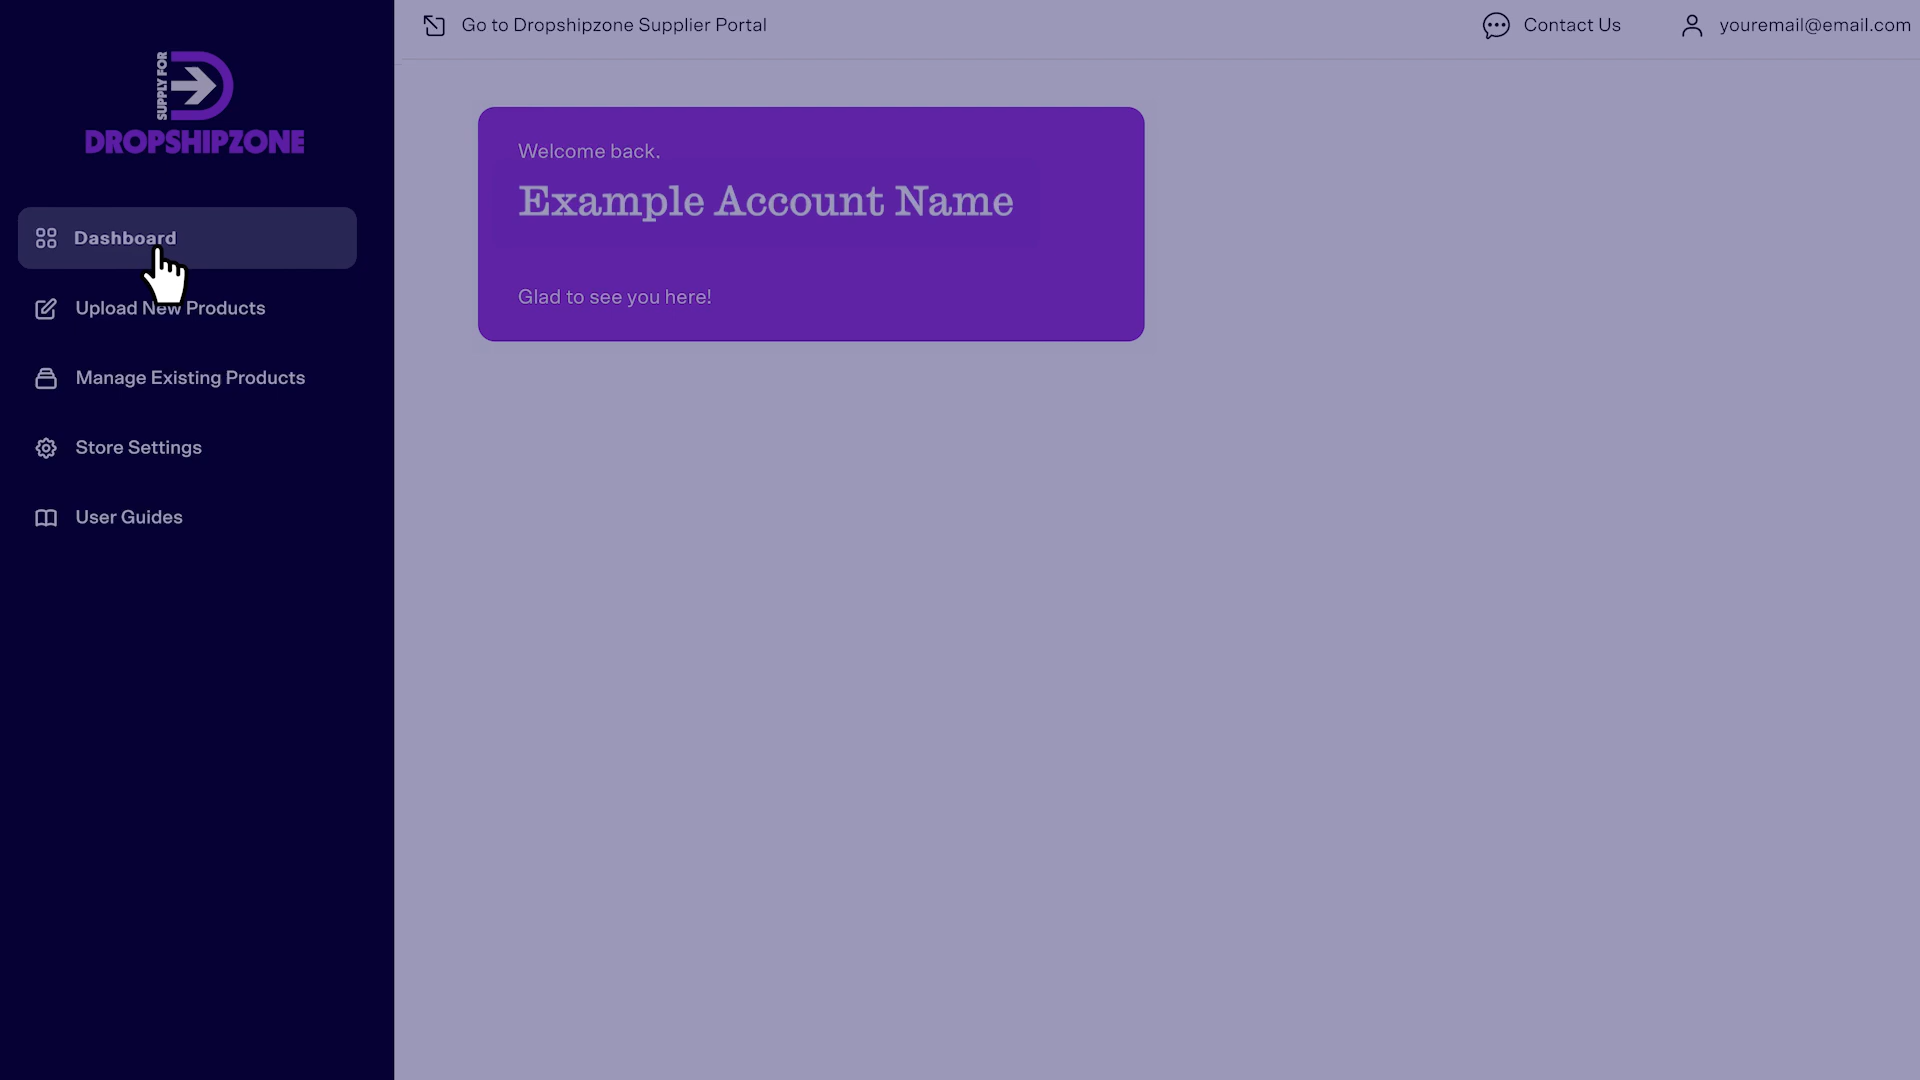 SUPPLY FOR
DROPSHIPZONE
Dashboard
Upload New Products
Manage Existing Products
Store Settings
User Guides
Go to Dropshipzone Supplier Portal
Contact Us
youremail@email.com
Welcome back.
Example Account Name
Glad to see you here!